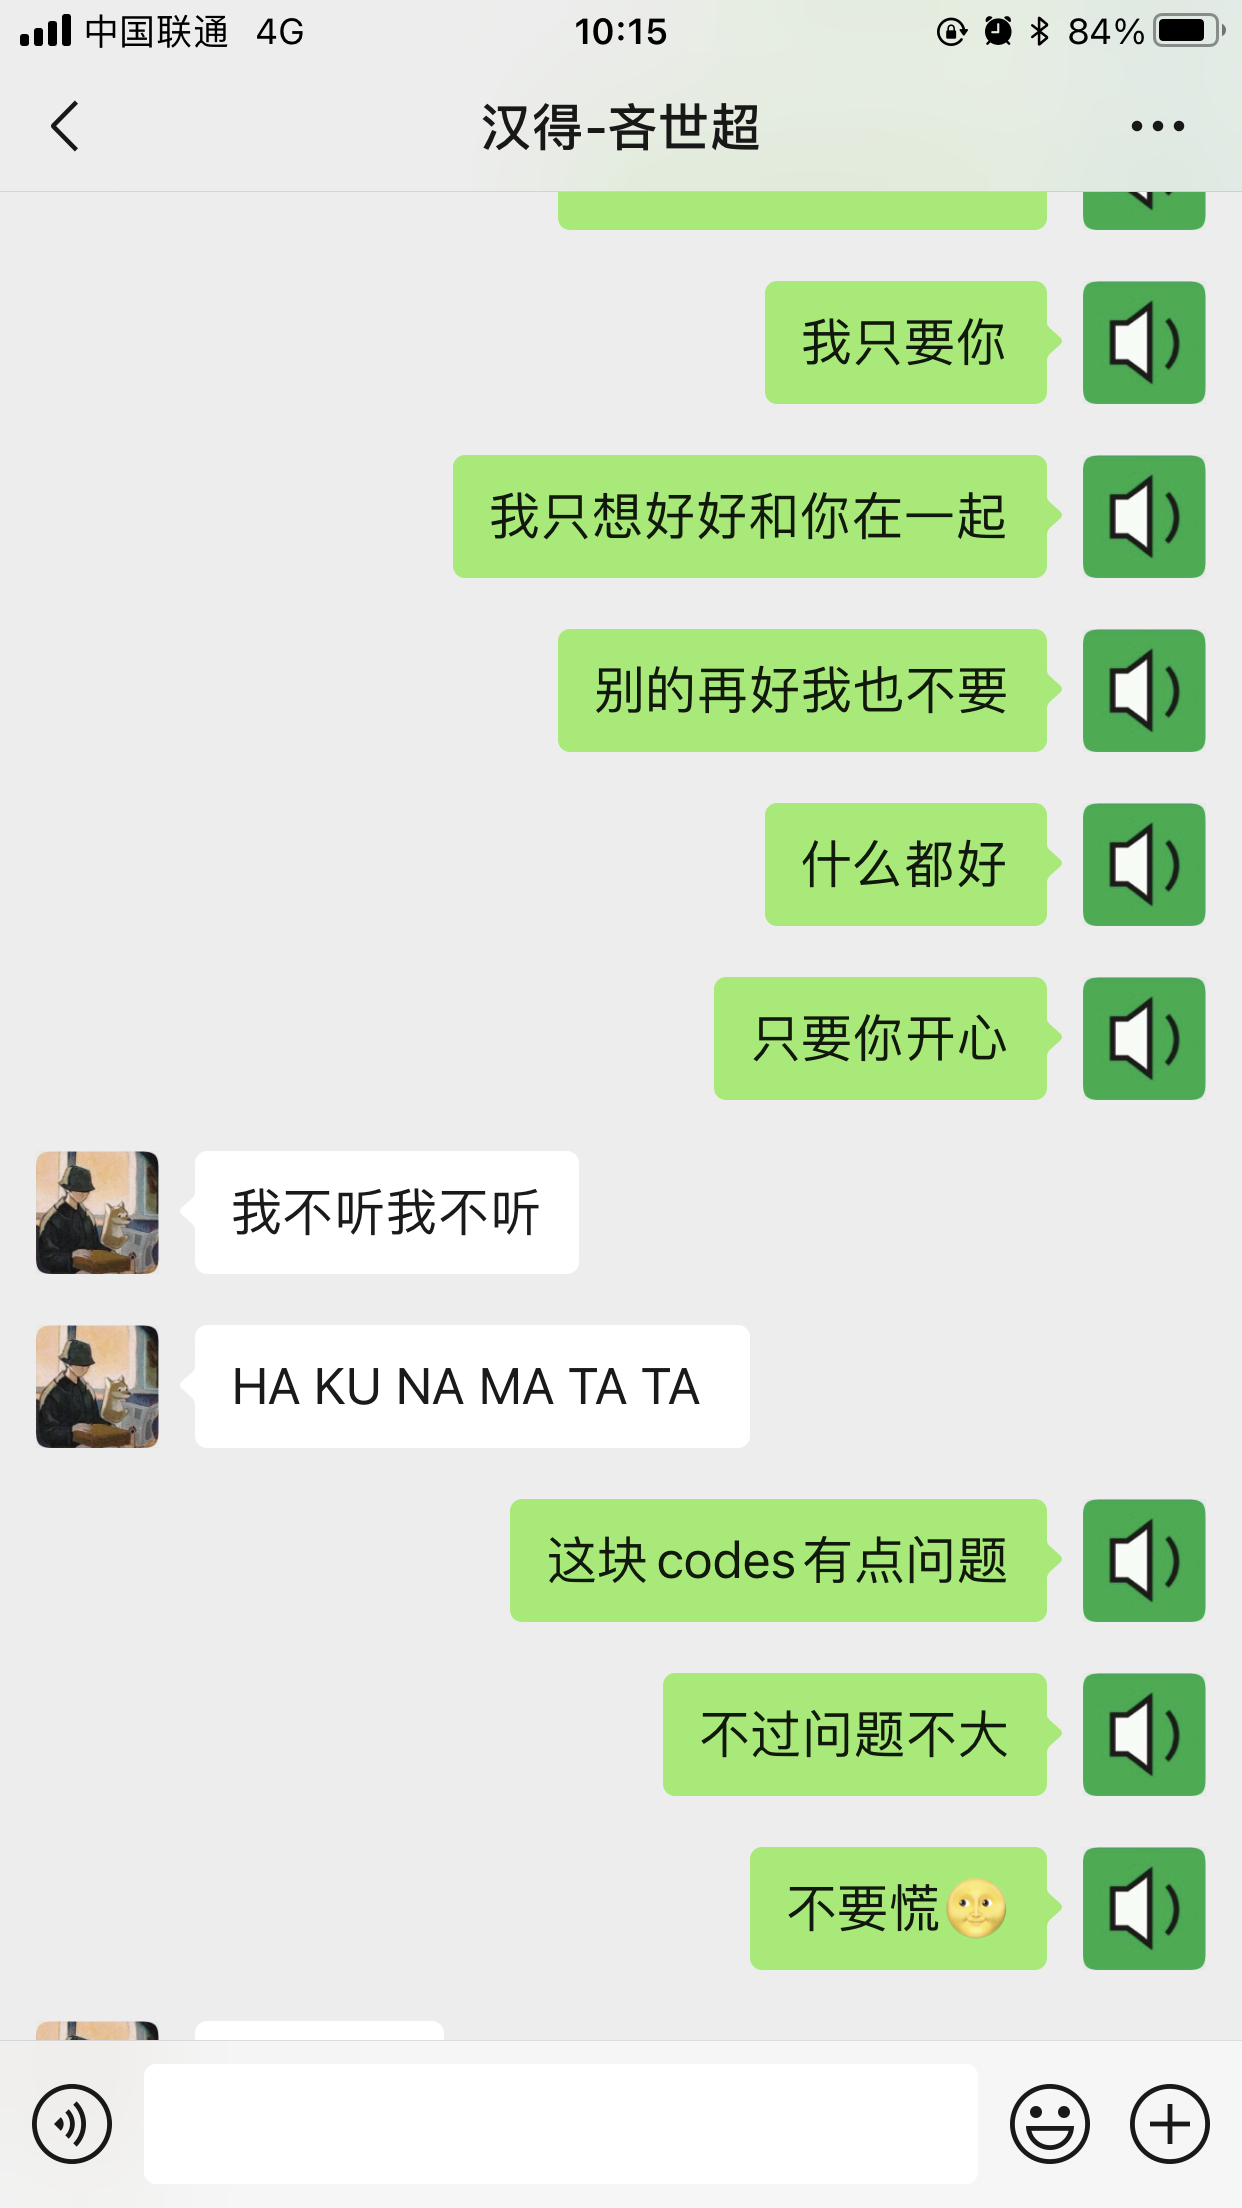 中国联通 4G 10:15 84%
汉得-吝世超
我只要你
我只想好好和你在一起
别的再好我也不要
什么都好
只要你开心
我不听我不听
HA KU NA MA TA TA
这块codes有点问题
不过问题不大
不要慌🌝